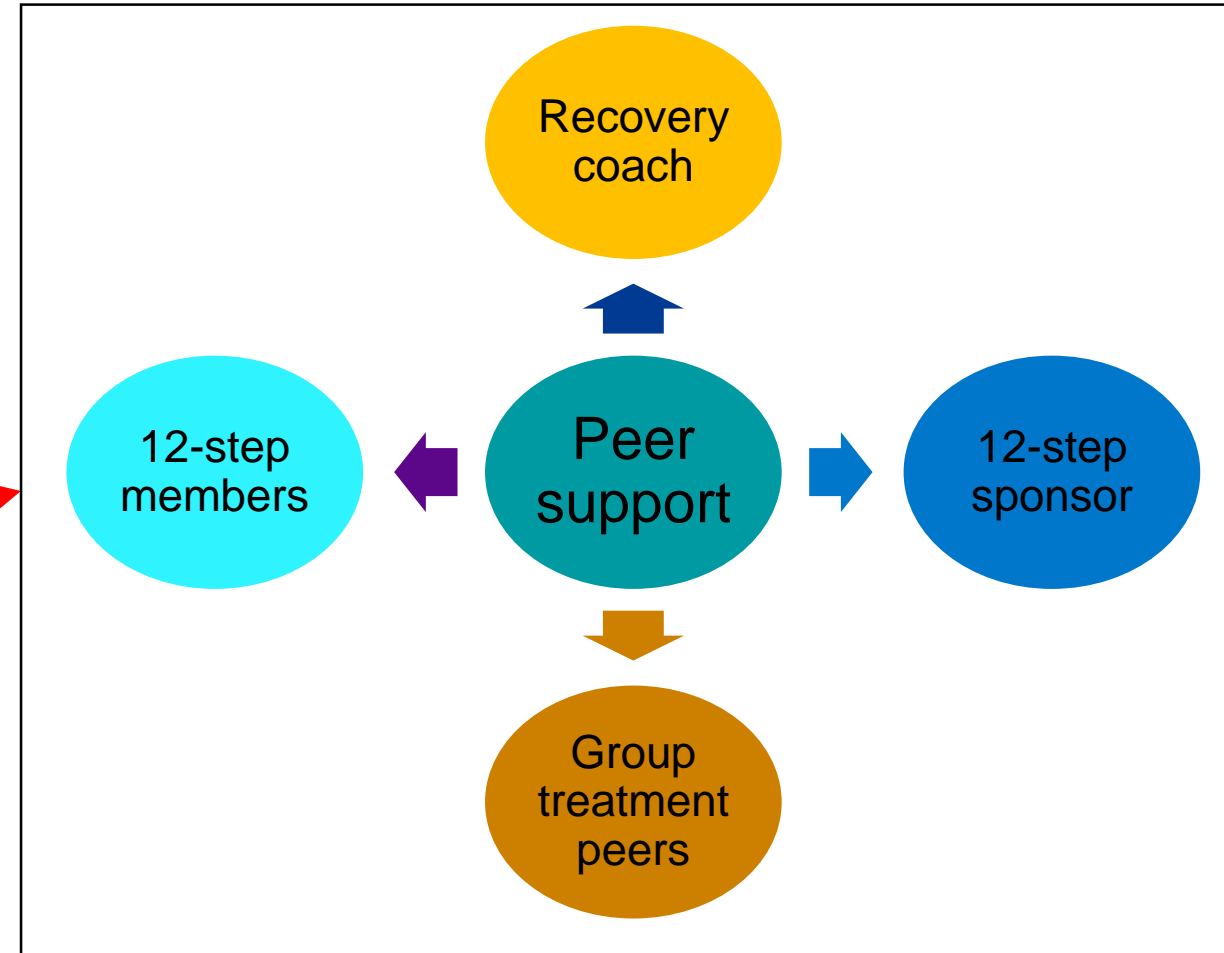 Recovery
coach
12-step
members
Peer
support
12-step
sponsor
Group
treatment
peers